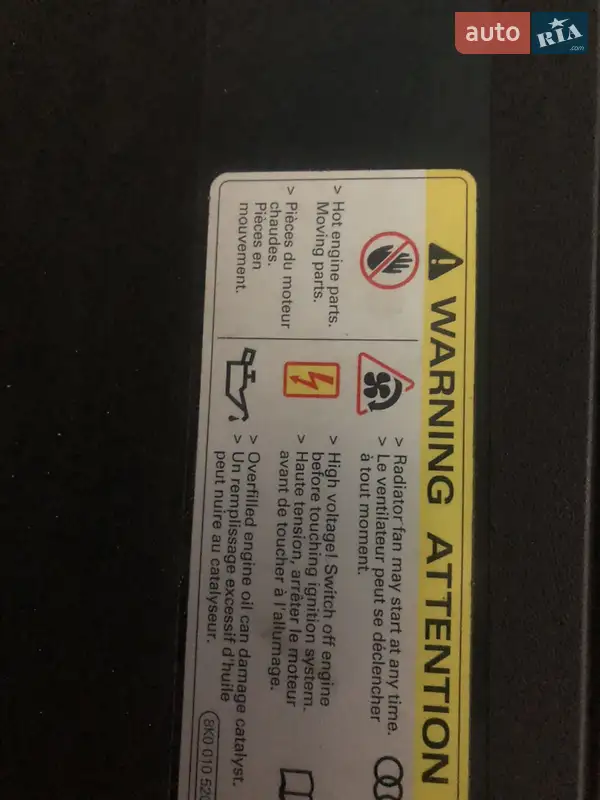 auto RIA
.com
WARNING ATTENTION
> Hot engine parts.
Moving parts.
> Pièces du moteur
chaudes.
Pièces en
mouvement.
> Radiator fan may start at any time.
> Le ventilateur peut se déclencher
à tout moment.
> High voltage! Switch off engine
before touching ignition system.
> Haute tension, arrêter le moteur
avant de toucher à l'allumage.
> Overfilled engine oil can damage catalyst.
> Un remplissage excessif d'huile
peut nuire au catalyseur.
8K0 010 520